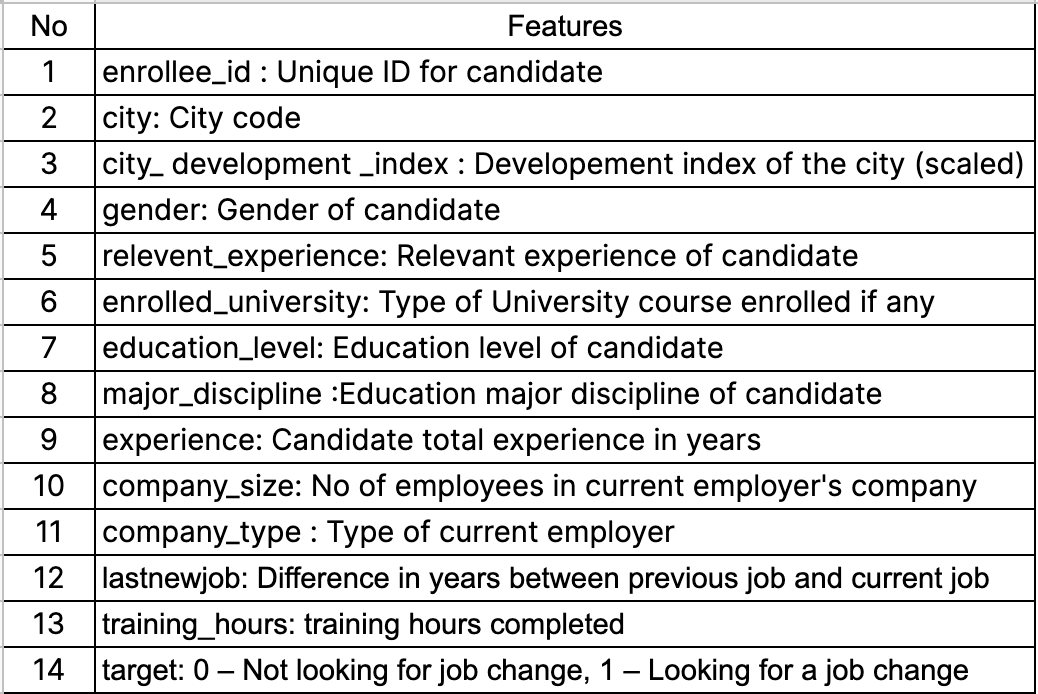 No Features
1 enrollee_id : Unique ID for candidate
2 city: City code
3 city_ development _index : Developement index of the city (scaled)
4 gender: Gender of candidate
5 relevent_experience: Relevant experience of candidate
6 enrolled_university: Type of University course enrolled if any
7 education_level: Education level of candidate
8 major_discipline :Education major discipline of candidate
9 experience: Candidate total experience in years
10 company_size: No of employees in current employer's company
11 company_type : Type of current employer
12 lastnewjob: Difference in years between previous job and current job
13 training_hours: training hours completed
14 target: 0 – Not looking for job change, 1 – Looking for a job change